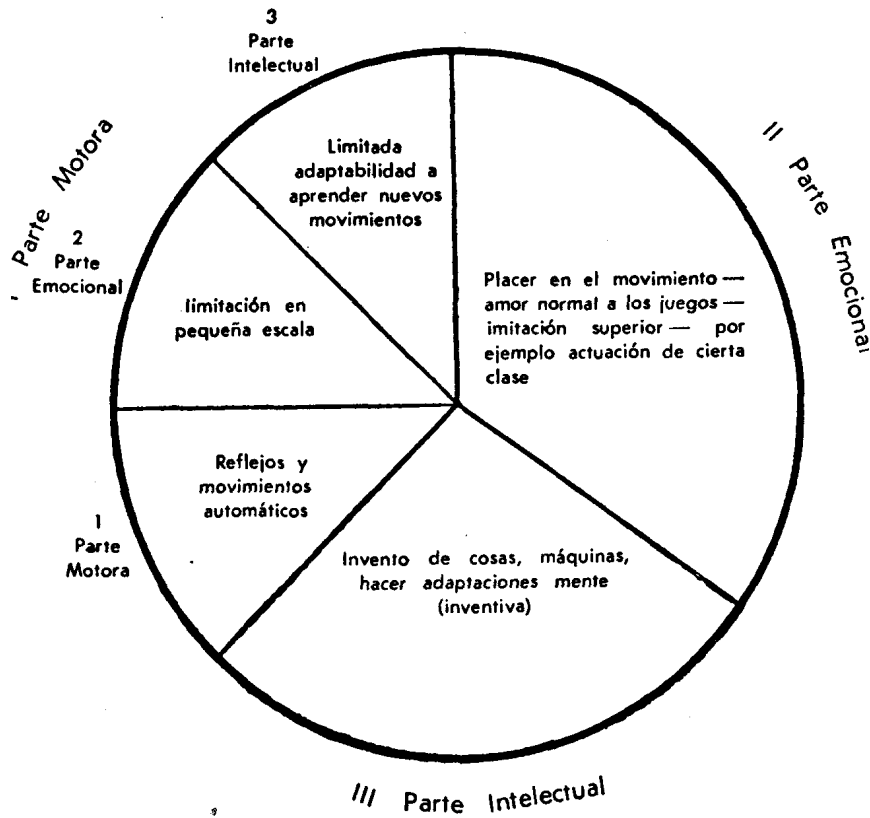 3
Parte
Intelectual
I Parte Motora
II Parte Emocional
Limitada
adaptabilidad a
aprender nuevos
movimientos
2
Parte
Emocional
limitación en
pequeña escala
Placer en el movimiento —
amor normal a los juegos —
imitación superior — por
ejemplo actuación de cierta
clase
Reflejos y
movimientos
automáticos
1
Parte
Motora
Invento de cosas, máquinas,
hacer adaptaciones mente
(inventiva)
III Parte Intelectual